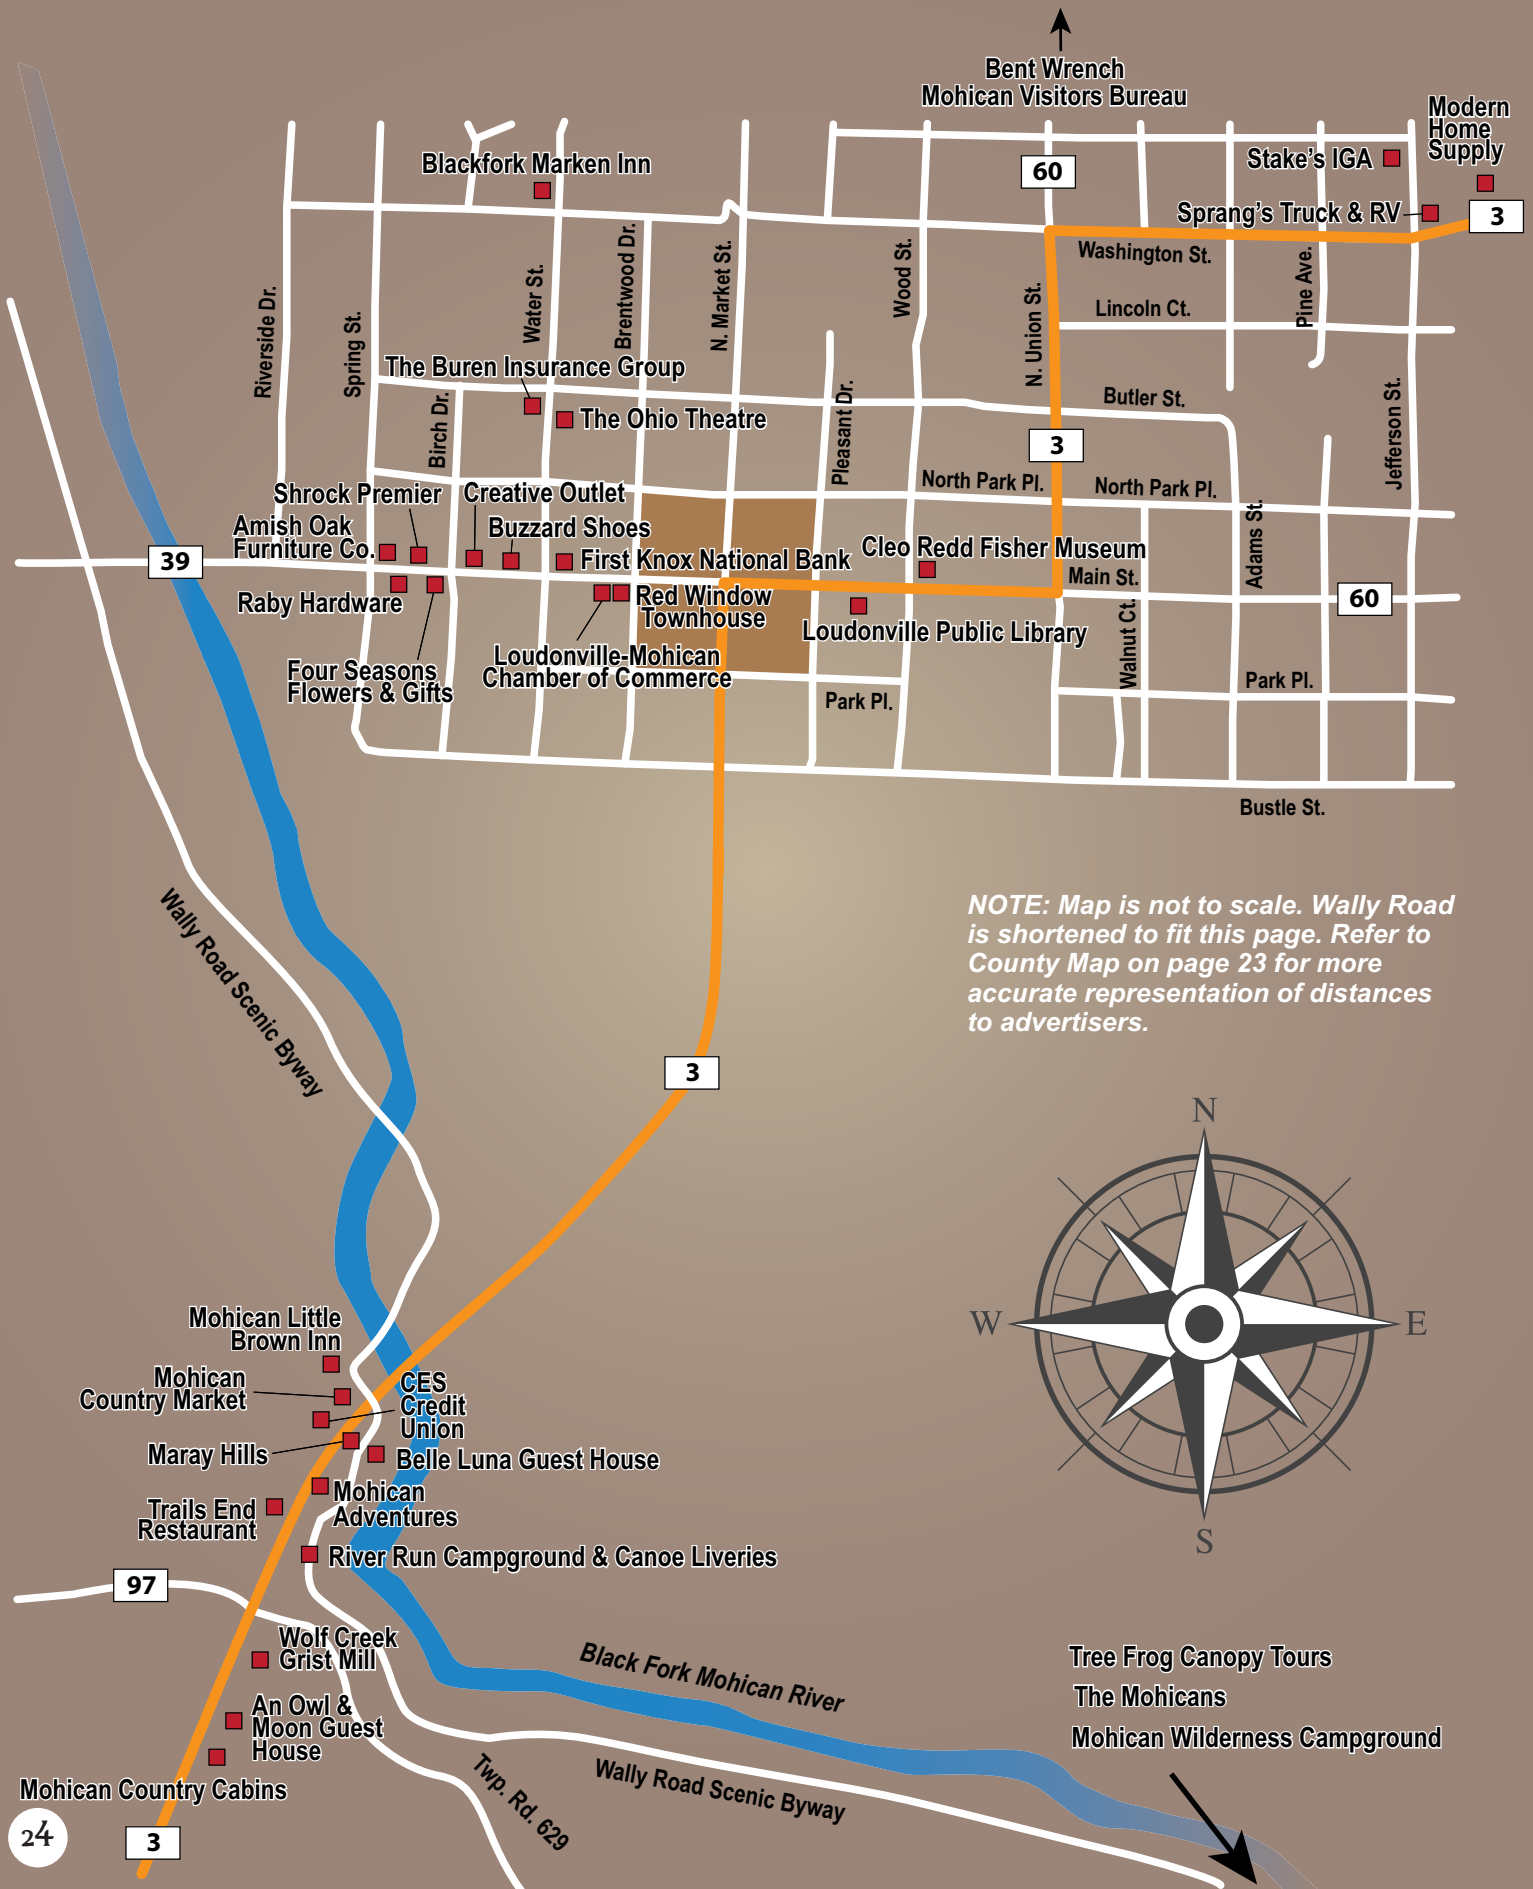 Bent Wrench
Mohican Visitors Bureau
Modern
Home
Supply
Blackfork Marken Inn
60
Stake's IGA
Sprang's Truck & RV
3
Washington St.
Riverside Dr.
Spring St.
Water St.
Brentwood Dr.
N. Market St.
Wood St.
N. Union St.
Pine Ave.
Lincoln Ct.
The Buren Insurance Group
Butler St.
Birch Dr.
The Ohio Theatre
Pleasant Dr.
3
Jefferson St.
Shrock Premier
Creative Outlet
North Park Pl.
North Park Pl.
Amish Oak
Furniture Co.
Buzzard Shoes
Adams St.
39
First Knox National Bank
Cleo Redd Fisher Museum
Main St.
Raby Hardware
Red Window
Townhouse
60
Loudonville Public Library
Walnut Ct.
Four Seasons
Flowers & Gifts
Loudonville-Mohican
Chamber of Commerce
Park Pl.
Park Pl.
Bustle St.
Wally Road Scenic Byway
NOTE: Map is not to scale. Wally Road
is shortened to fit this page. Refer to
County Map on page 23 for more
accurate representation of distances
to advertisers.
3
N
W
E
S
Mohican Little
Brown Inn
Mohican
Country Market
CES
Credit
Union
Maray Hills
Belle Luna Guest House
Mohican
Adventures
Trails End
Restaurant
River Run Campground & Canoe Liveries
97
Wolf Creek
Grist Mill
Black Fork Mohican River
Tree Frog Canopy Tours
The Mohicans
Mohican Wilderness Campground
An Owl &
Moon Guest
House
Mohican Country Cabins
Twp. Rd. 629
Wally Road Scenic Byway
24
3